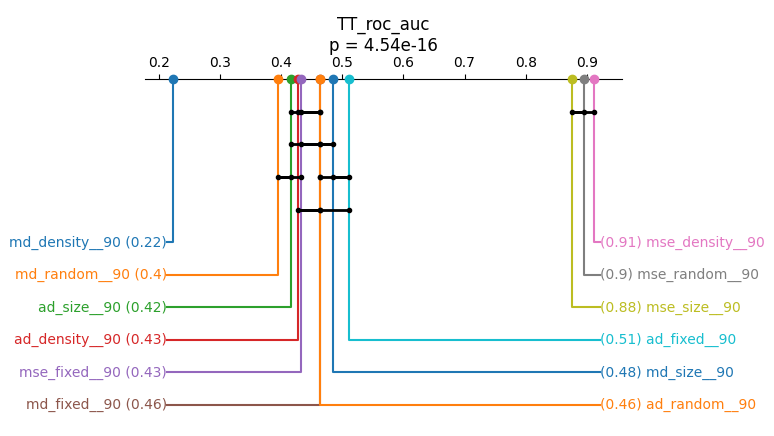 TT_roc_auc
p = 4.54e-16
0.2 0.3 0.4 0.5 0.6 0.7 0.8 0.9
md_density__90 (0.22) (0.91) mse_density__90
md_random__90 (0.4) (0.9) mse_random__90
ad_size__90 (0.42) (0.88) mse_size__90
ad_density__90 (0.43) (0.51) ad_fixed__90
mse_fixed__90 (0.43) (0.48) md_size__90
md_fixed__90 (0.46) (0.46) ad_random__90